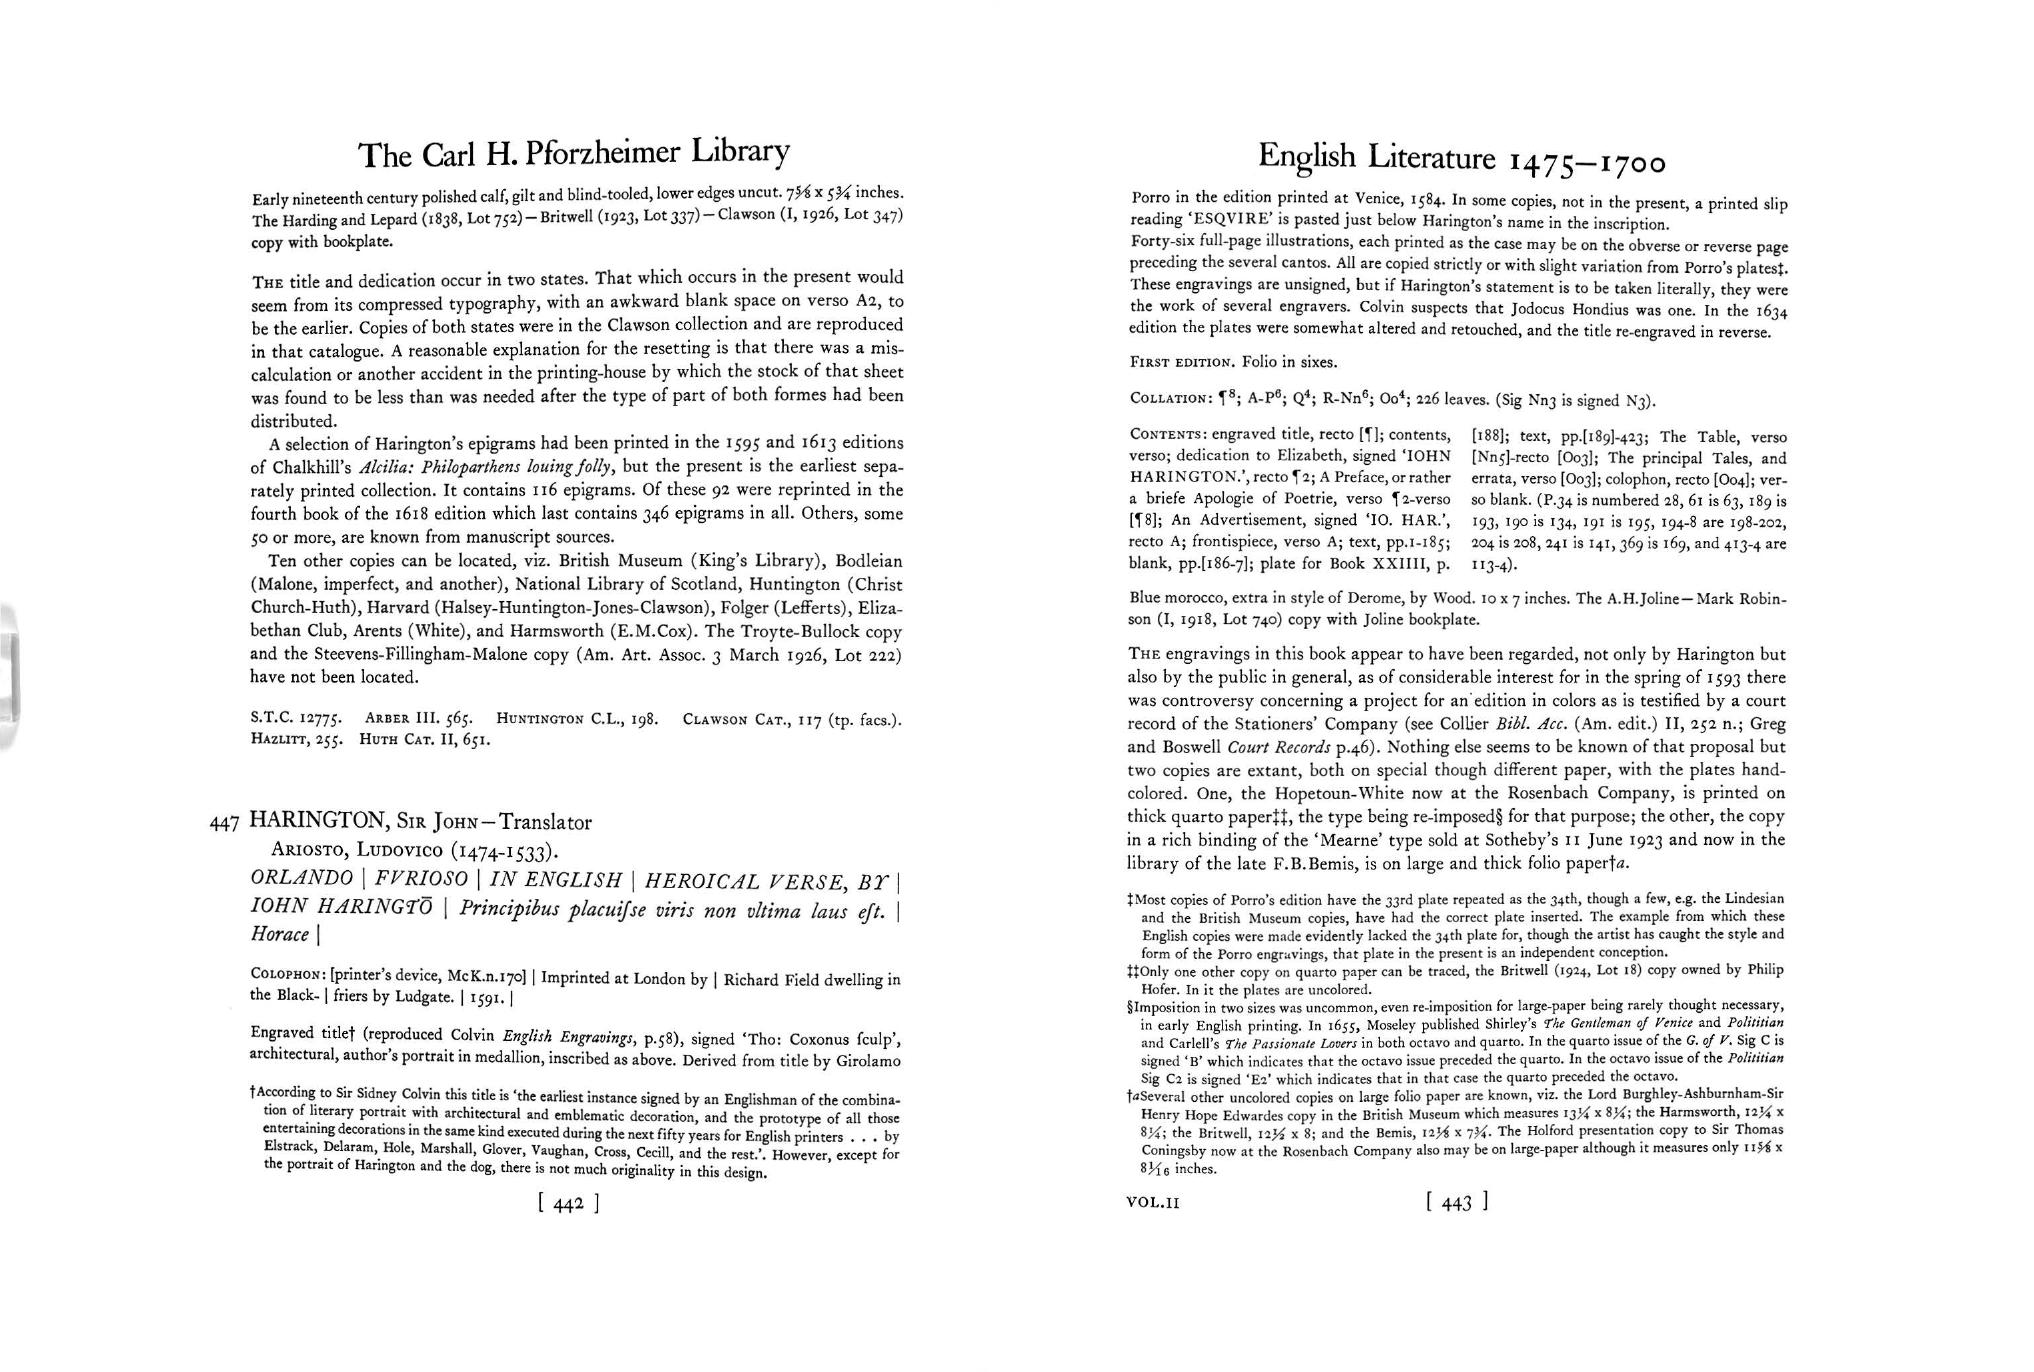 The Carl H. Pforzheimer Library
Early nineteenth century polished calf, gilt and blind-tooled, lower edges uncut. 7⅝ x 5¾ inches.
The Harding and Lepard (1838, Lot 752)—Britwell (1923, Lot 337)—Clawson (I, 1926, Lot 347)
copy with bookplate.
THE title and dedication occur in two states. That which occurs in the present would
seem from its compressed typography, with an awkward blank space on verso A2, to
be the earlier. Copies of both states were in the Clawson collection and are reproduced
in that catalogue. A reasonable explanation for the resetting is that there was a mis-
calculation or another accident in the printing-house by which the stock of that sheet
was found to be less than was needed after the type of part of both formes had been
distributed.
A selection of Harington's epigrams had been printed in the 1595 and 1613 editions
of Chalkhill's Alcilia: Philoparthens louing folly, but the present is the earliest sepa-
rately printed collection. It contains 116 epigrams. Of these 92 were reprinted in the
fourth book of the 1618 edition which last contains 346 epigrams in all. Others, some
50 or more, are known from manuscript sources.
Ten other copies can be located, viz. British Museum (King's Library), Bodleian
(Malone, imperfect, and another), National Library of Scotland, Huntington (Christ
Church-Huth), Harvard (Halsey-Huntington-Jones-Clawson), Folger (Lefferts), Eliza-
bethan Club, Arents (White), and Harmsworth (E.M.Cox). The Troyte-Bullock copy
and the Steevens-Fillingham-Malone copy (Am. Art. Assoc. 3 March 1926, Lot 222)
have not been located.
S.T.C. 12775. ARBER III. 565. HUNTINGTON C.L., 198. CLAWSON CAT., 117 (tp. facs.).
HAZLITT, 255. HUTH CAT. II, 651.
447 HARINGTON, SIR JOHN—Translator
ARIOSTO, LUDOVICO (1474-1533).
ORLANDO | FVRIOSO | IN ENGLISH | HEROICAL VERSE, BY |
IOHN HARINGTŌ | Principibus placuiſse viris non vltima laus eſt. |
Horace |
COLOPHON: [printer's device, McK.n.170] | Imprinted at London by | Richard Field dwelling in
the Black- | friers by Ludgate. | 1591. |
Engraved title† (reproduced Colvin English Engravings, p.58), signed 'Tho: Coxonus ſculp',
architectural, author's portrait in medallion, inscribed as above. Derived from title by Girolamo
†According to Sir Sidney Colvin this title is 'the earliest instance signed by an Englishman of the combina-
tion of literary portrait with architectural and emblematic decoration, and the prototype of all those
entertaining decorations in the same kind executed during the next fifty years for English printers . . . by
Elstrack, Delaram, Hole, Marshall, Glover, Vaughan, Cross, Cecill, and the rest.'. However, except for
the portrait of Harington and the dog, there is not much originality in this design.
[ 442 ]
English Literature 1475—1700
Porro in the edition printed at Venice, 1584. In some copies, not in the present, a printed slip
reading 'ESQVIRE' is pasted just below Harington's name in the inscription.
Forty-six full-page illustrations, each printed as the case may be on the obverse or reverse page
preceding the several cantos. All are copied strictly or with slight variation from Porro's plates‡.
These engravings are unsigned, but if Harington's statement is to be taken literally, they were
the work of several engravers. Colvin suspects that Jodocus Hondius was one. In the 1634
edition the plates were somewhat altered and retouched, and the title re-engraved in reverse.
FIRST EDITION. Folio in sixes.
COLLATION: ¶⁸; A-P⁶; Q⁴; R-Nn⁶; Oo⁴; 226 leaves. (Sig Nn3 is signed N3).
CONTENTS: engraved title, recto [¶]; contents,
verso; dedication to Elizabeth, signed 'IOHN
HARINGTON.', recto ¶2; A Preface, or rather
a briefe Apologie of Poetrie, verso ¶2-verso
[¶8]; An Advertisement, signed 'IO. HAR.',
recto A; frontispiece, verso A; text, pp.1-185;
blank, pp.[186-7]; plate for Book XXIIII, p.
[188]; text, pp.[189]-423; The Table, verso
[Nn5]-recto [Oo3]; The principal Tales, and
errata, verso [Oo3]; colophon, recto [Oo4]; ver-
so blank. (P.34 is numbered 28, 61 is 63, 189 is
193, 190 is 134, 191 is 195, 194-8 are 198-202,
204 is 208, 241 is 141, 369 is 169, and 413-4 are
113-4).
Blue morocco, extra in style of Derome, by Wood. 10 x 7 inches. The A.H.Joline—Mark Robin-
son (I, 1918, Lot 740) copy with Joline bookplate.
THE engravings in this book appear to have been regarded, not only by Harington but
also by the public in general, as of considerable interest for in the spring of 1593 there
was controversy concerning a project for an edition in colors as is testified by a court
record of the Stationers' Company (see Collier Bibl. Acc. (Am. edit.) II, 252 n.; Greg
and Boswell Court Records p.46). Nothing else seems to be known of that proposal but
two copies are extant, both on special though different paper, with the plates hand-
colored. One, the Hopetoun-White now at the Rosenbach Company, is printed on
thick quarto paper‡‡, the type being re-imposed§ for that purpose; the other, the copy
in a rich binding of the 'Mearne' type sold at Sotheby's 11 June 1923 and now in the
library of the late F.B.Bemis, is on large and thick folio paper†a.
‡Most copies of Porro's edition have the 33rd plate repeated as the 34th, though a few, e.g. the Lindesian
and the British Museum copies, have had the correct plate inserted. The example from which these
English copies were made evidently lacked the 34th plate for, though the artist has caught the style and
form of the Porro engravings, that plate in the present is an independent conception.
‡‡Only one other copy on quarto paper can be traced, the Britwell (1924, Lot 18) copy owned by Philip
Hofer. In it the plates are uncolored.
§Imposition in two sizes was uncommon, even re-imposition for large-paper being rarely thought necessary,
in early English printing. In 1655, Moseley published Shirley's The Gentleman of Venice and Polititian
and Carlell's The Passionate Lovers in both octavo and quarto. In the quarto issue of the G. of V. Sig C is
signed 'B' which indicates that the octavo issue preceded the quarto. In the octavo issue of the Polititian
Sig C2 is signed 'E2' which indicates that in that case the quarto preceded the octavo.
†aSeveral other uncolored copies on large folio paper are known, viz. the Lord Burghley-Ashburnham-Sir
Henry Hope Edwardes copy in the British Museum which measures 13¼ x 8¼; the Harmsworth, 12¼ x
8¼; the Britwell, 12½ x 8; and the Bemis, 12⅛ x 7¾. The Holford presentation copy to Sir Thomas
Coningsby now at the Rosenbach Company also may be on large-paper although it measures only 11⅝ x
8 1/16 inches.
VOL.II
[ 443 ]